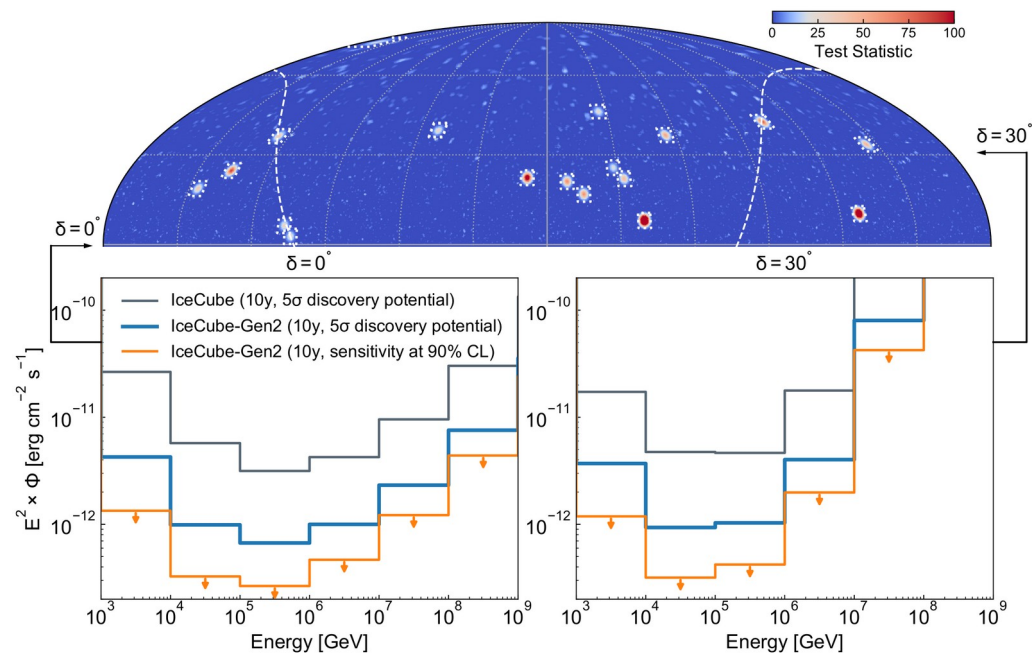 0 25 50 75 100
Test Statistic
δ = 30°
δ = 0°
δ = 0°
δ = 30°
IceCube (10y, 5σ discovery potential)
IceCube-Gen2 (10y, 5σ discovery potential)
IceCube-Gen2 (10y, sensitivity at 90% CL)
E² × Φ [erg cm⁻² s⁻¹]
10⁻¹⁰
10⁻¹¹
10⁻¹²
10³ 10⁴ 10⁵ 10⁶ 10⁷ 10⁸ 10⁹
Energy [GeV]
10⁻¹⁰
10⁻¹¹
10⁻¹²
10³ 10⁴ 10⁵ 10⁶ 10⁷ 10⁸ 10⁹
Energy [GeV]